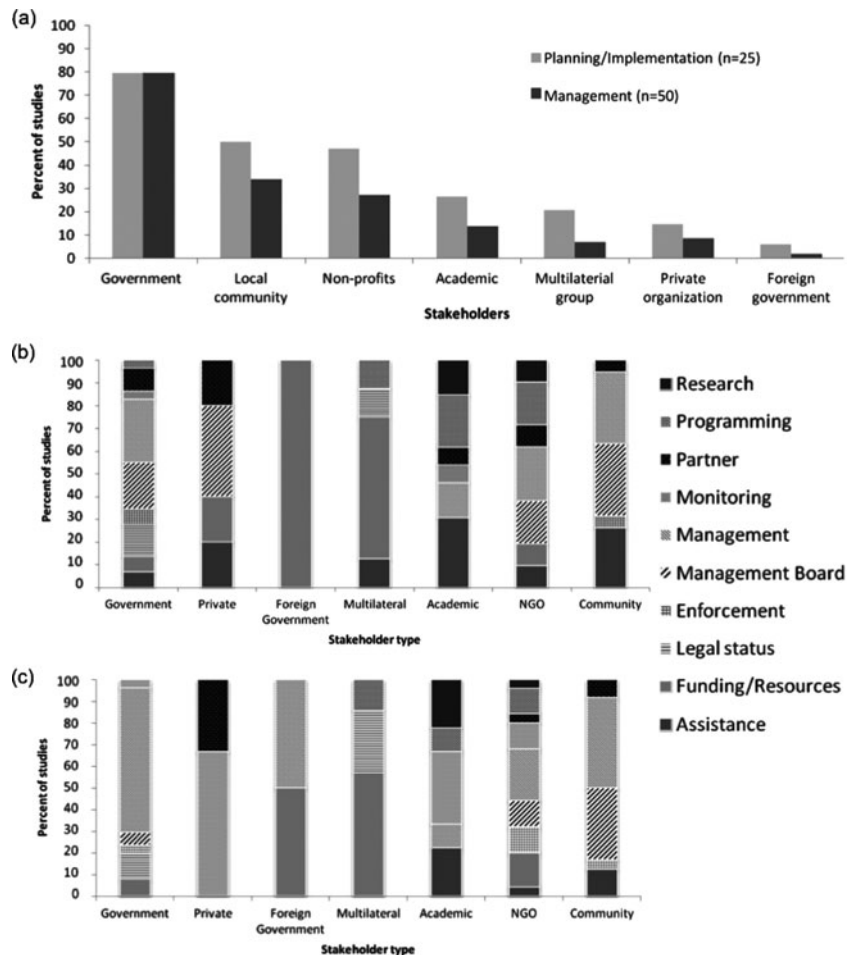 (a)
100
90
80
70
60
50
40
30
20
10
0
Percent of studies
Planning/Implementation (n=25)
Management (n=50)
Government
Local
community
Non-profits
Academic
Multilaterial
group
Private
organization
Foreign
government
Stakeholders
(b)
100
90
80
70
60
50
40
30
20
10
0
Percent of studies
Government
Private
Foreign
Government
Multilateral
Academic
NGO
Community
Stakeholder type
Research
Programming
Partner
Monitoring
Management
Management Board
Enforcement
Legal status
Funding/Resources
Assistance
(c)
100
90
80
70
60
50
40
30
20
10
0
Percent of studies
Government
Private
Foreign
Government
Multilateral
Academic
NGO
Community
Stakeholder type